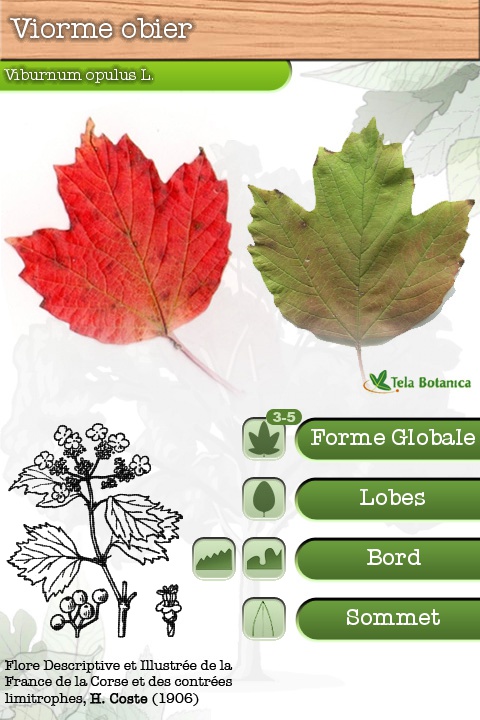 Viorme obier
Viburnum opulus L.
Tela Botanica
3-5
Forme Globale
Lobes
Bord
Sommet
Flore Descriptive et Illustrée de la
France de la Corse et des contrées
limitrophes, H. Coste (1906)